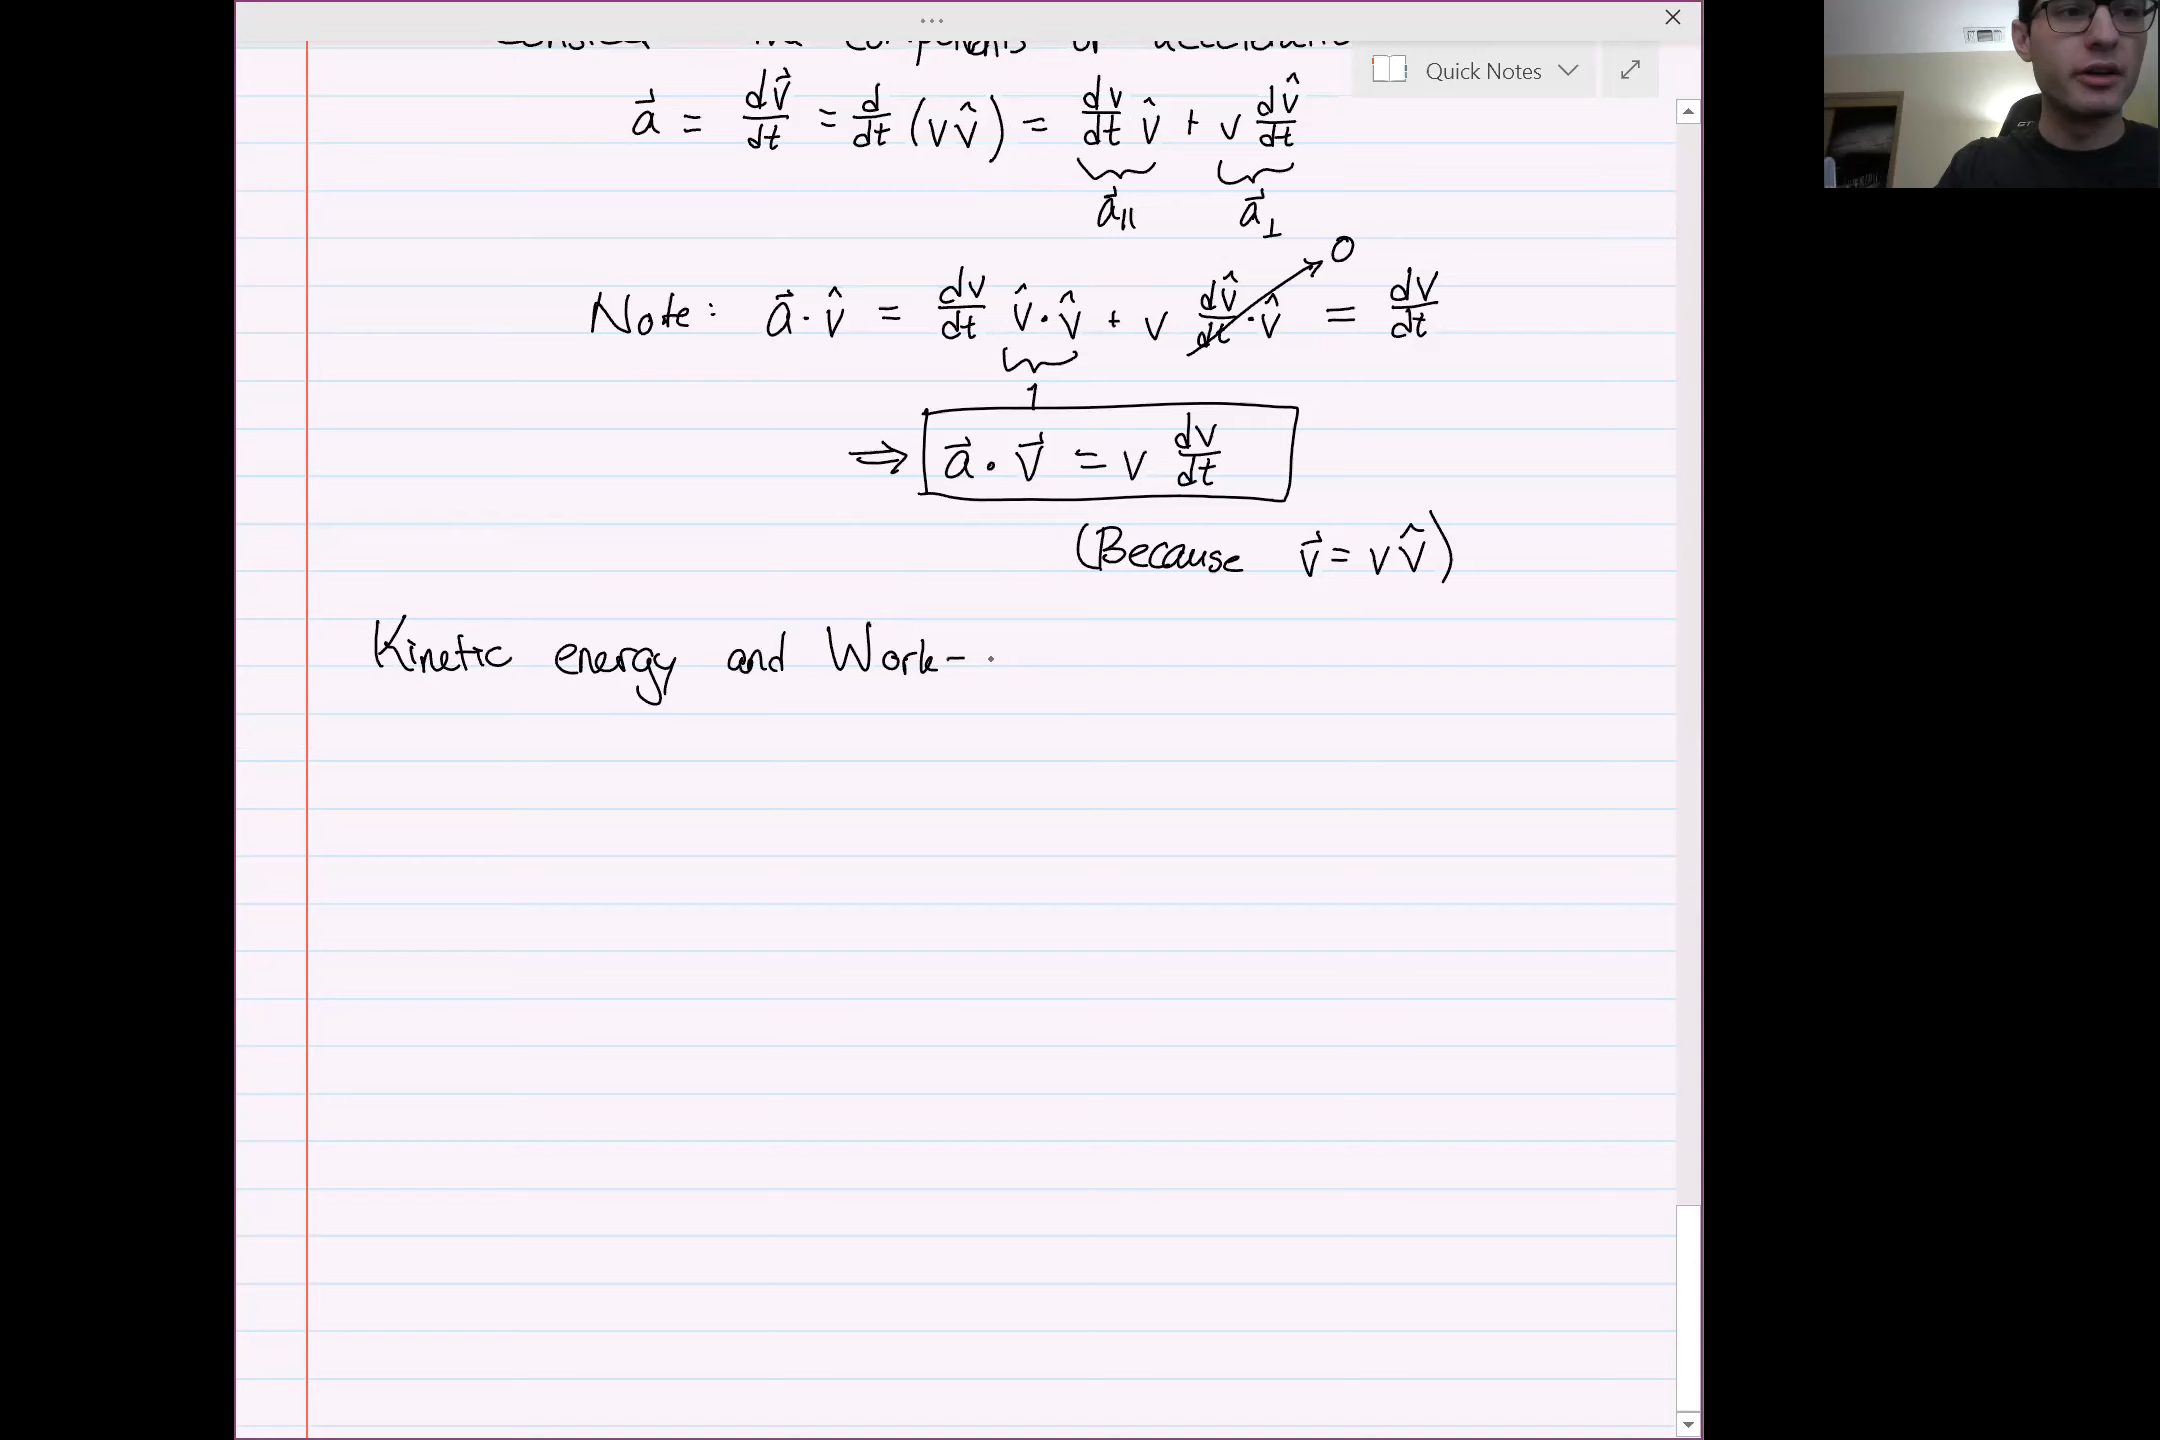 components
Quick Notes
a⃗ = dv⃗/dt = d/dt (v v̂) = dv/dt v̂ + v dv̂/dt
a⃗∥ a⃗⊥
0
Note: a⃗ · v̂ = dv/dt v̂ · v̂ + v dv̂/dt · v̂ = dv/dt
1
⇒ a⃗ · v⃗ = v dv/dt
(Because v⃗ = v v̂)
Kinetic energy and Work-